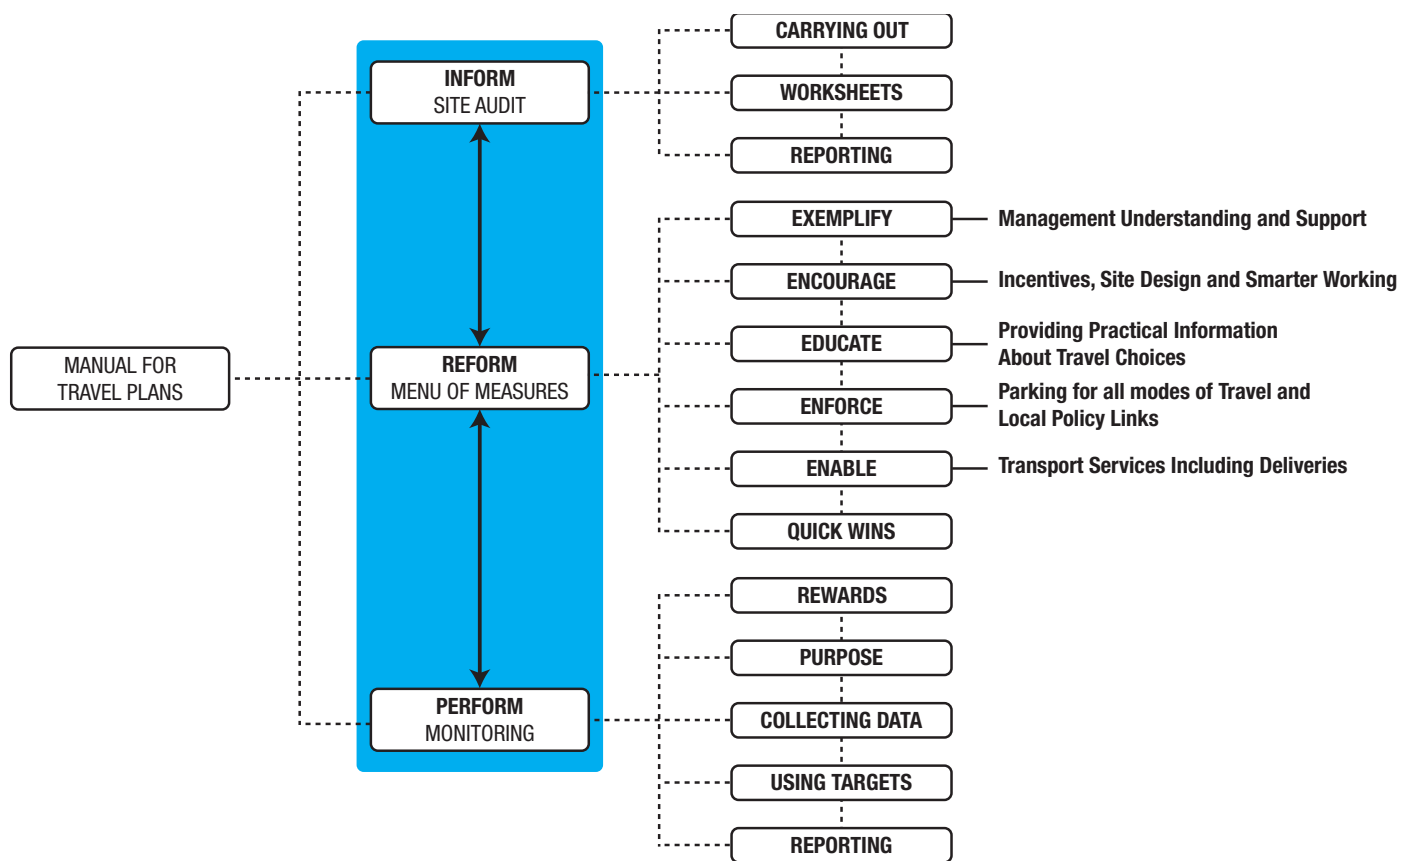 MANUAL FOR
TRAVEL PLANS
INFORM
SITE AUDIT
REFORM
MENU OF MEASURES
PERFORM
MONITORING
CARRYING OUT
WORKSHEETS
REPORTING
EXEMPLIFY
Management Understanding and Support
ENCOURAGE
Incentives, Site Design and Smarter Working
EDUCATE
Providing Practical Information
About Travel Choices
ENFORCE
Parking for all modes of Travel and
Local Policy Links
ENABLE
Transport Services Including Deliveries
QUICK WINS
REWARDS
PURPOSE
COLLECTING DATA
USING TARGETS
REPORTING